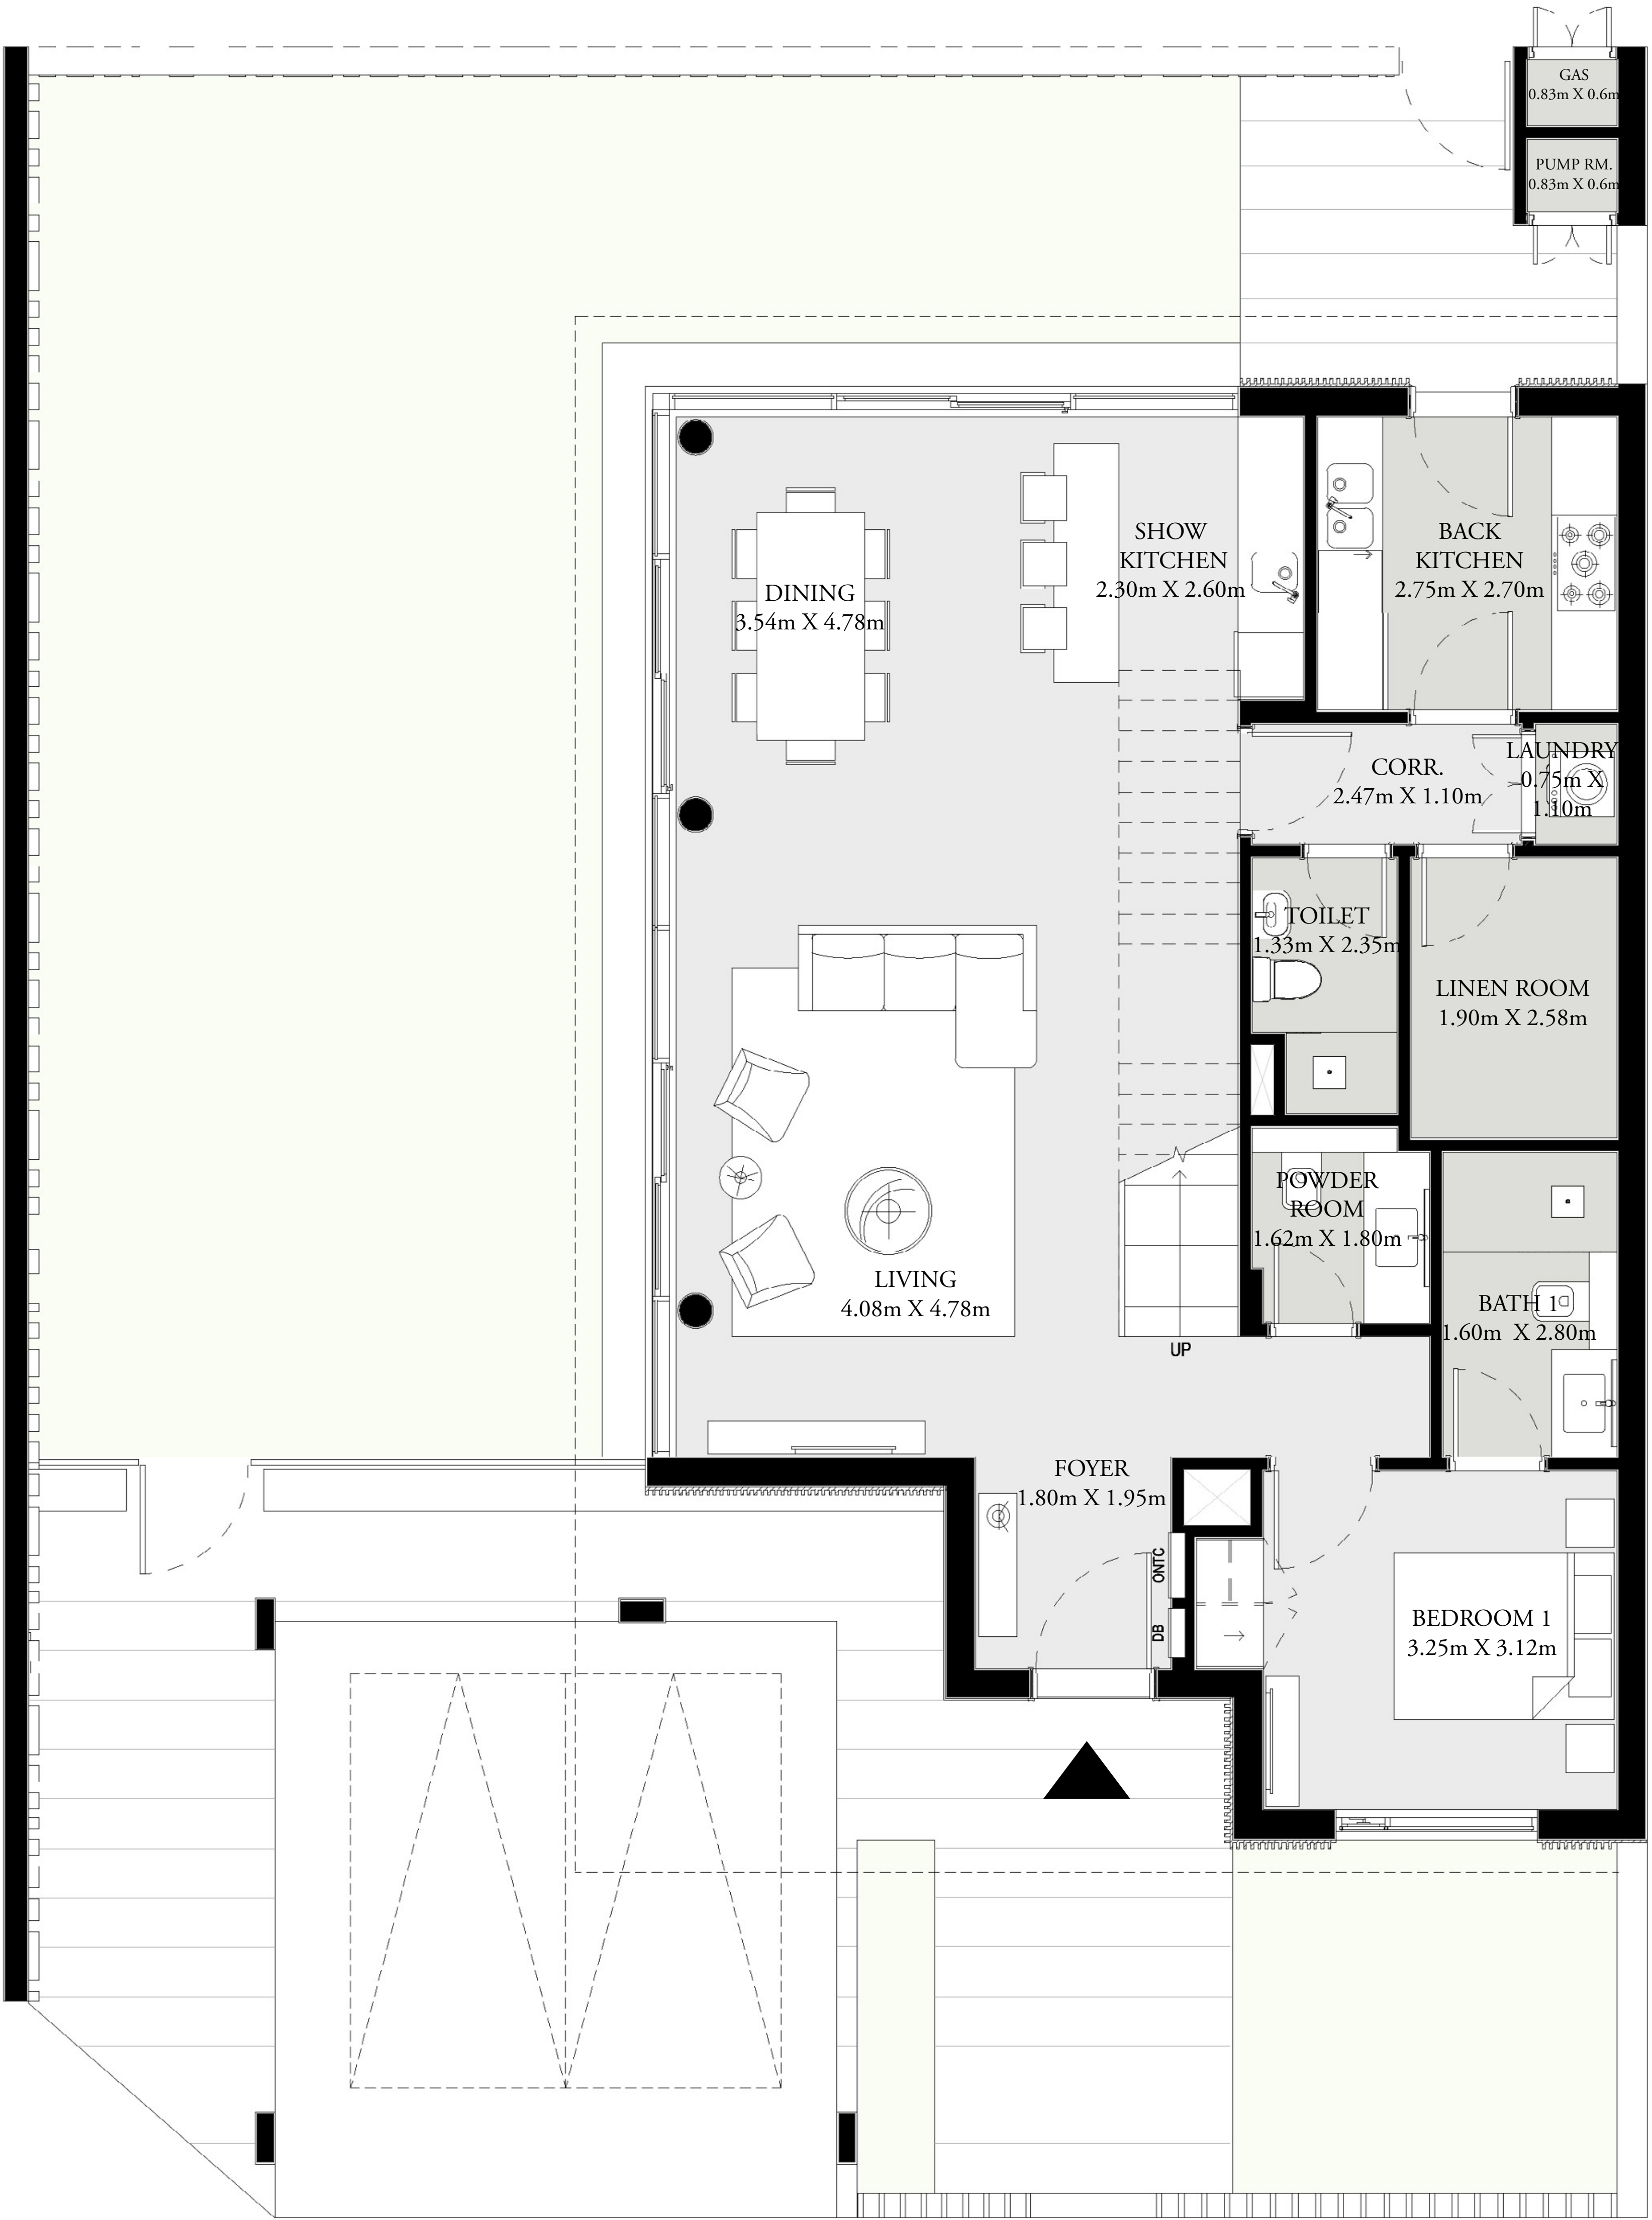 GAS
0.83m X 0.6m
PUMP RM.
0.83m X 0.6m
SHOW
KITCHEN
2.30m X 2.60m
BACK
KITCHEN
2.75m X 2.70m
DINING
3.54m X 4.78m
CORR.
2.47m X 1.10m
LAUNDRY
0.75m X
1.10m
TOILET
1.33m X 2.35m
LINEN ROOM
1.90m X 2.58m
POWDER
ROOM
1.62m X 1.80m
LIVING
4.08m X 4.78m
BATH 1
1.60m X 2.80m
UP
FOYER
1.80m X 1.95m
ONTC
DB
BEDROOM 1
3.25m X 3.12m